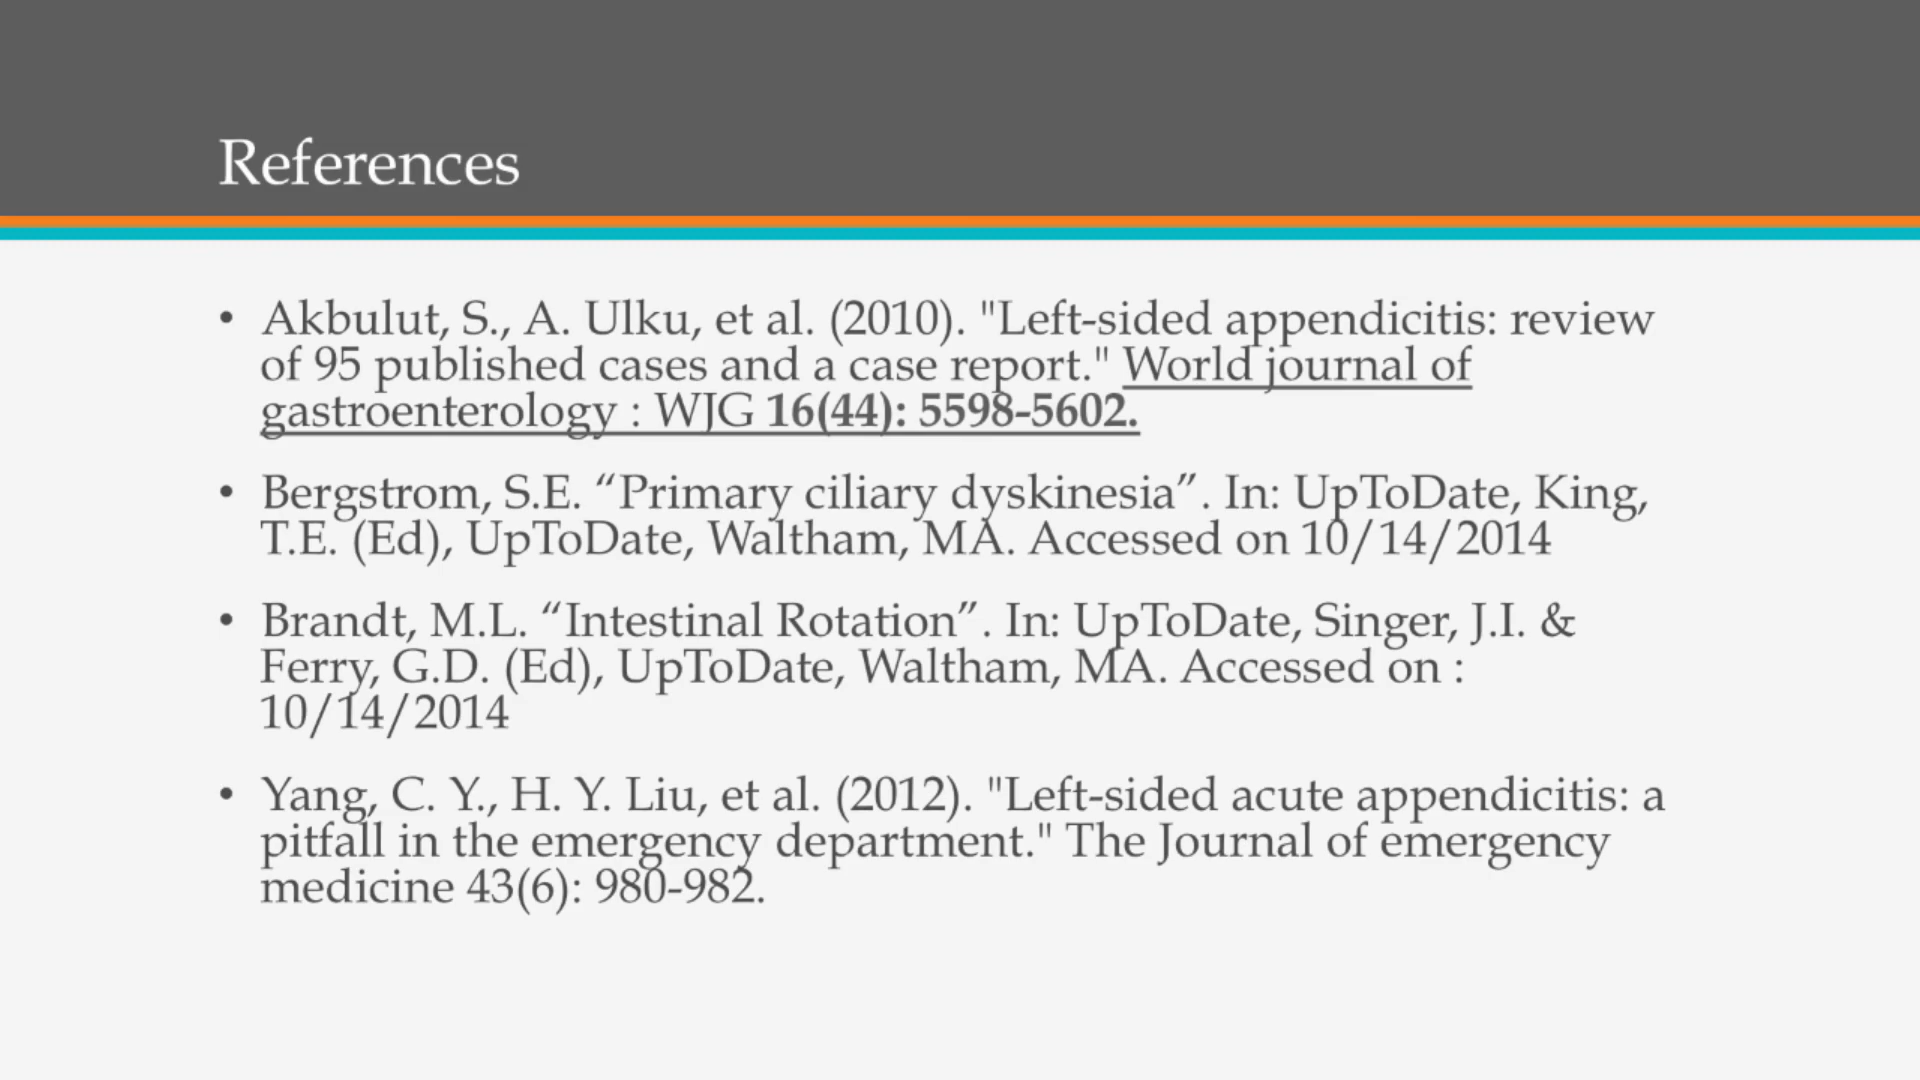 References
• Akbulut, S., A. Ulku, et al. (2010). "Left-sided appendicitis: review
of 95 published cases and a case report." World journal of
gastroenterology : WJG 16(44): 5598-5602.
• Bergstrom, S.E. “Primary ciliary dyskinesia”. In: UpToDate, King,
T.E. (Ed), UpToDate, Waltham, MA. Accessed on 10/14/2014
• Brandt, M.L. “Intestinal Rotation”. In: UpToDate, Singer, J.I. &
Ferry, G.D. (Ed), UpToDate, Waltham, MA. Accessed on :
10/14/2014
• Yang, C. Y., H. Y. Liu, et al. (2012). "Left-sided acute appendicitis: a
pitfall in the emergency department." The Journal of emergency
medicine 43(6): 980-982.